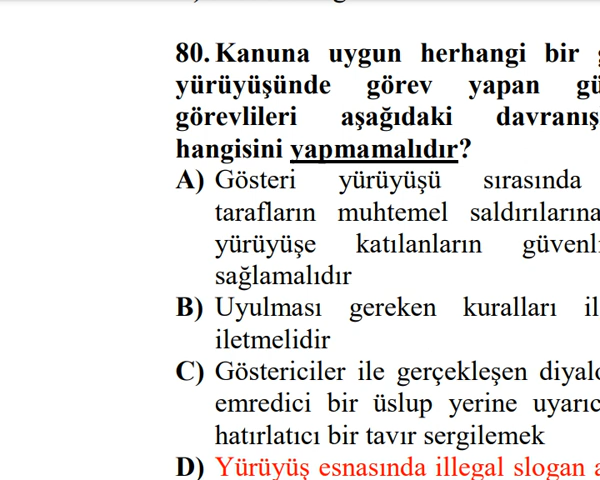 80. Kanuna uygun herhangi bir
yürüyüşünde görev yapan
görevlileri aşağıdaki
hangisini yapmamalıdır?
A) Gösteri yürüyüşü sırasında
tarafların muhtemel saldırılarına
yürüyüşe katılanların
sağlamalıdır
B) Uyulması gereken kuralları
iletmelidir
C) Göstericiler ile gerçekleşen
emredici bir üslup yerine
hatırlatıcı bir tavır sergilemek
D) Yürüyüş esnasında illegal slogan